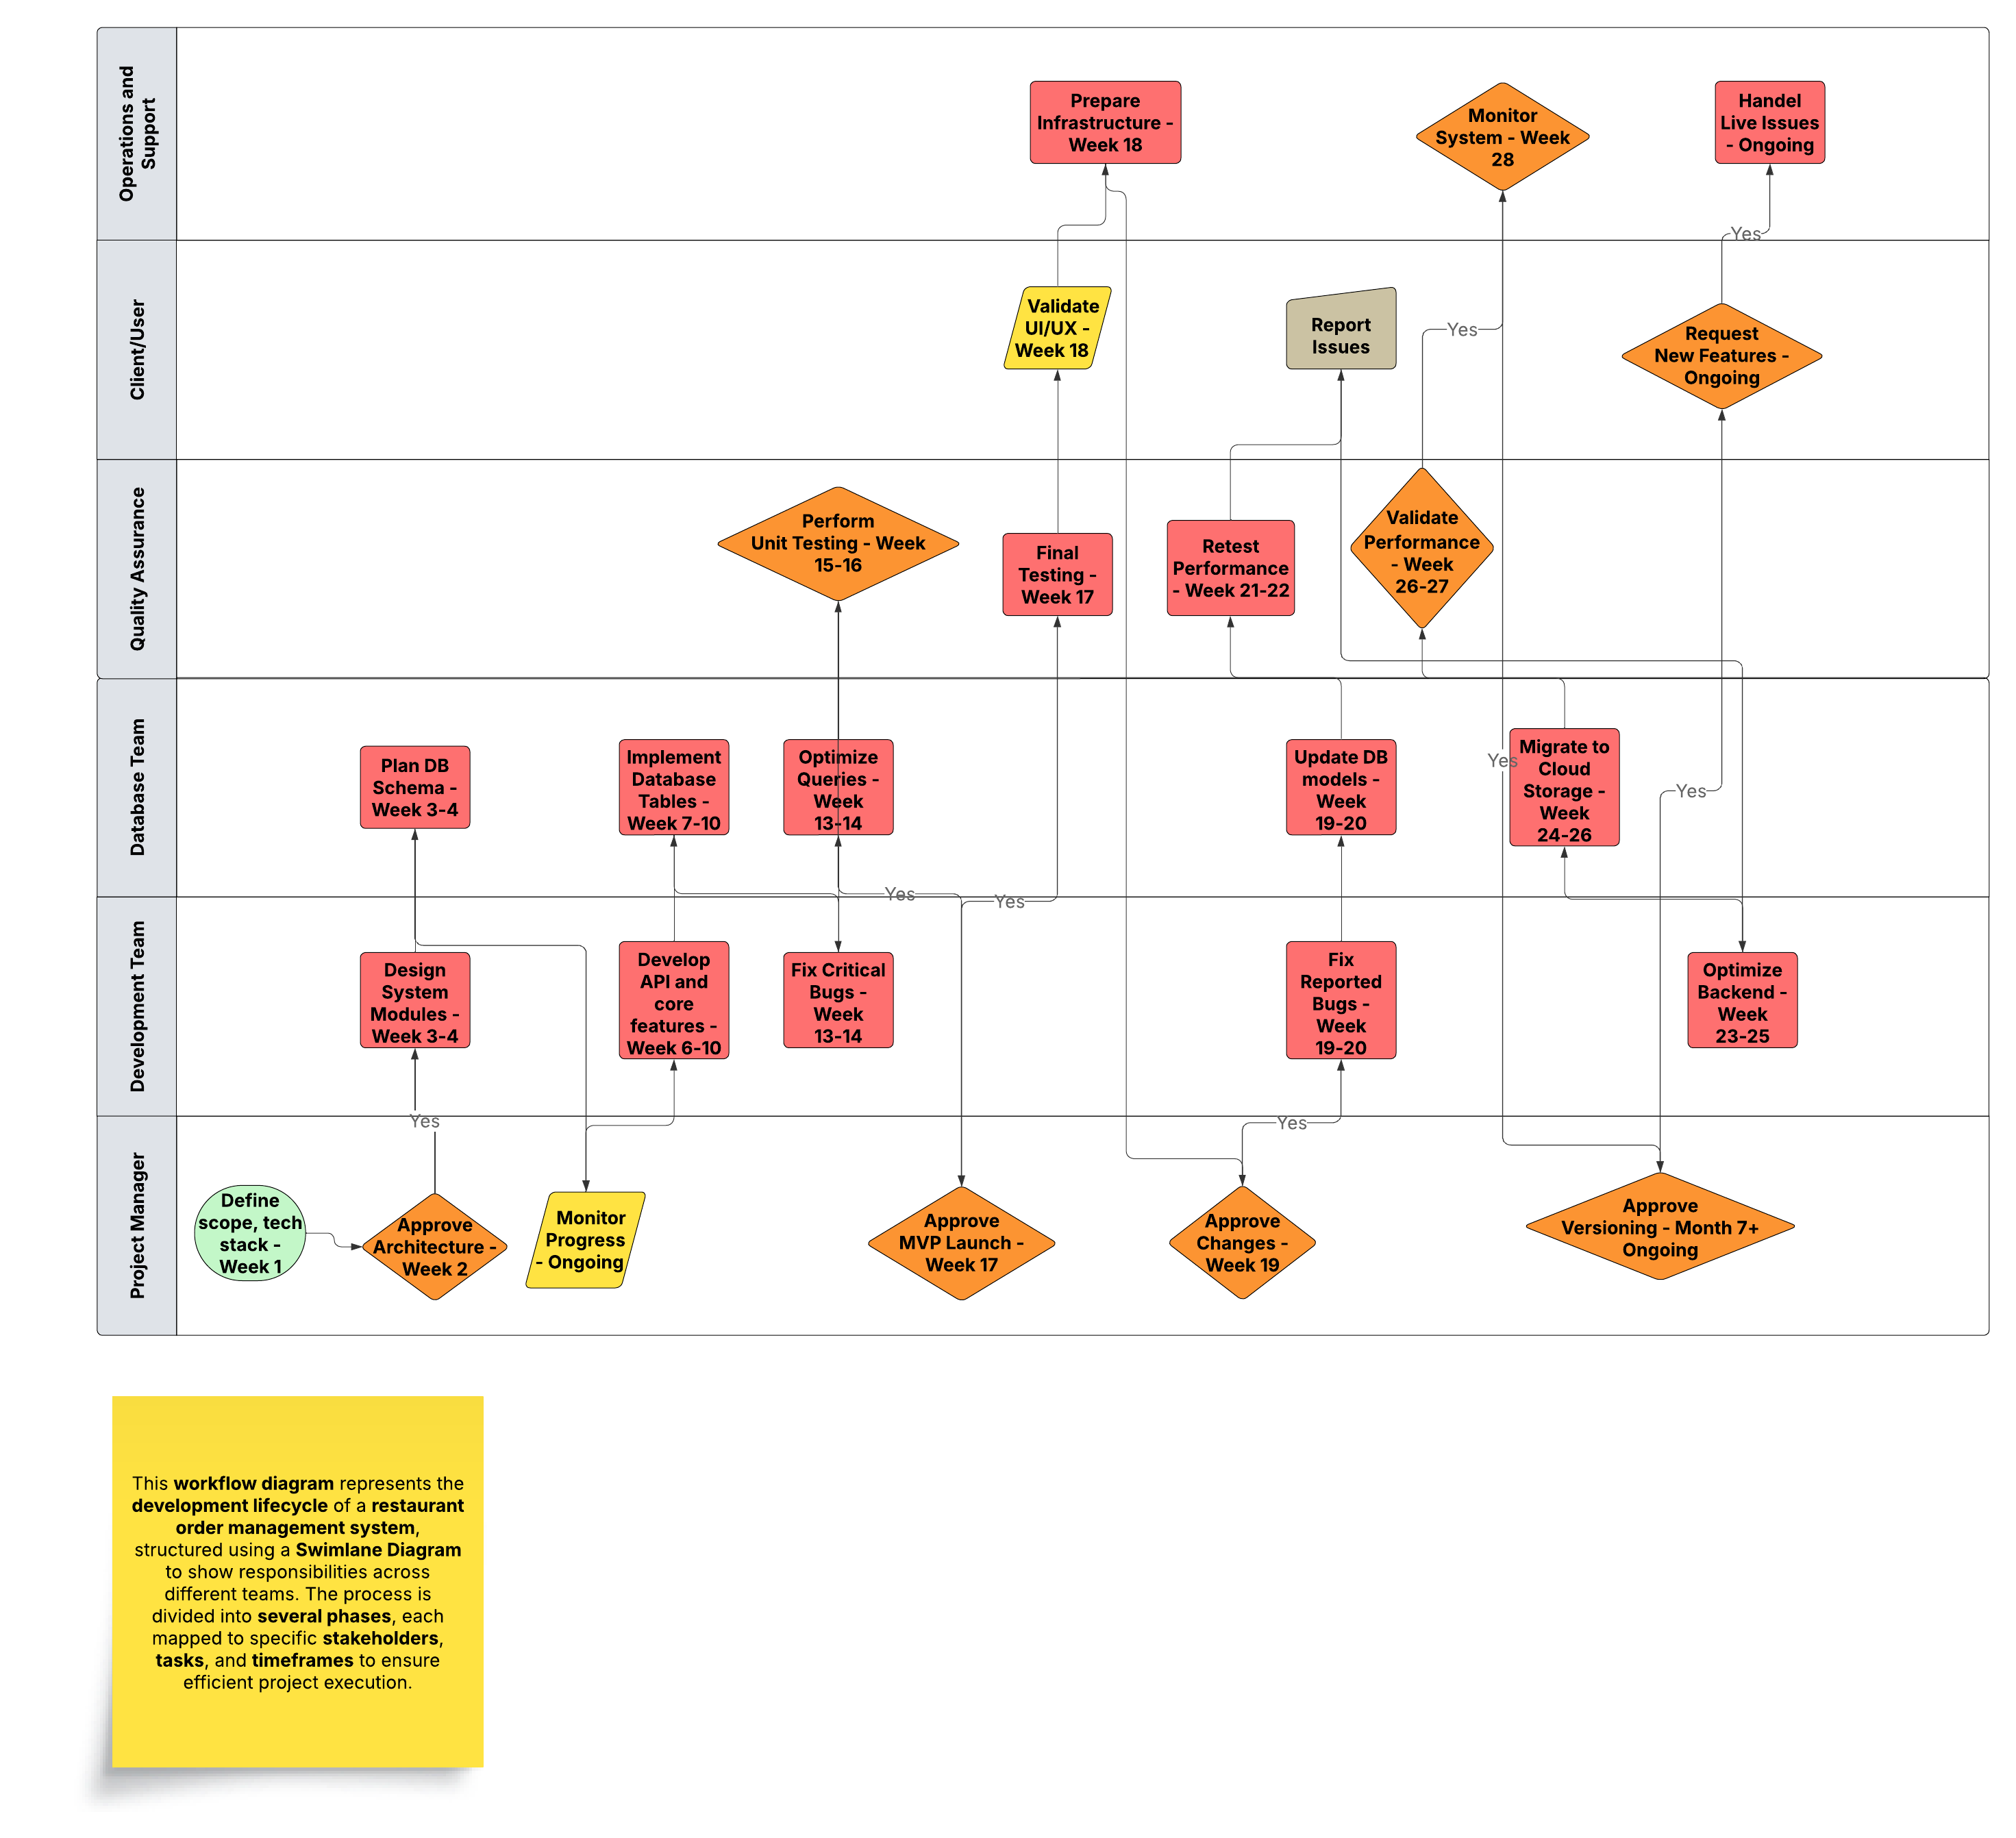 Operations and
Support
Prepare
Infrastructure -
Week 18
Monitor
System - Week
28
Handel
Live Issues
- Ongoing
Yes
Client/User
Validate
UI/UX -
Week 18
Report
Issues
Yes
Request
New Features -
Ongoing
Quality Assurance
Perform
Unit Testing - Week
15-16
Final
Testing -
Week 17
Retest
Performance
- Week 21-22
Validate
Performance
- Week
26-27
Database Team
Plan DB
Schema -
Week 3-4
Implement
Database
Tables -
Week 7-10
Optimize
Queries -
Week
13-14
Update DB
models -
Week
19-20
Yes
Migrate to
Cloud
Storage -
Week
24-26
Yes
Yes
Yes
Development Team
Design
System
Modules -
Week 3-4
Develop
API and
core
features -
Week 6-10
Fix Critical
Bugs -
Week
13-14
Fix
Reported
Bugs -
Week
19-20
Optimize
Backend -
Week
23-25
Yes
Yes
Project Manager
Define
scope, tech
stack -
Week 1
Approve
Architecture -
Week 2
Monitor
Progress
- Ongoing
Approve
MVP Launch -
Week 17
Approve
Changes -
Week 19
Approve
Versioning - Month 7+
Ongoing
This workflow diagram represents the
development lifecycle of a restaurant
order management system,
structured using a Swimlane Diagram
to show responsibilities across
different teams. The process is
divided into several phases, each
mapped to specific stakeholders,
tasks, and timeframes to ensure
efficient project execution.